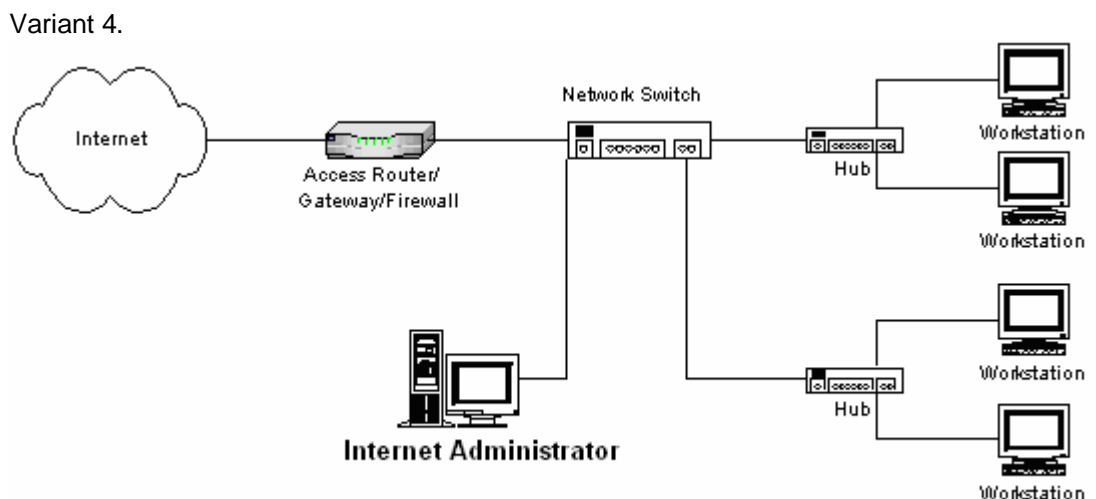 Variant 4.
Network Switch
Internet
Workstation
Access Router/
Gateway/Firewall
Hub
Workstation
Workstation
Hub
Internet Administrator
Workstation